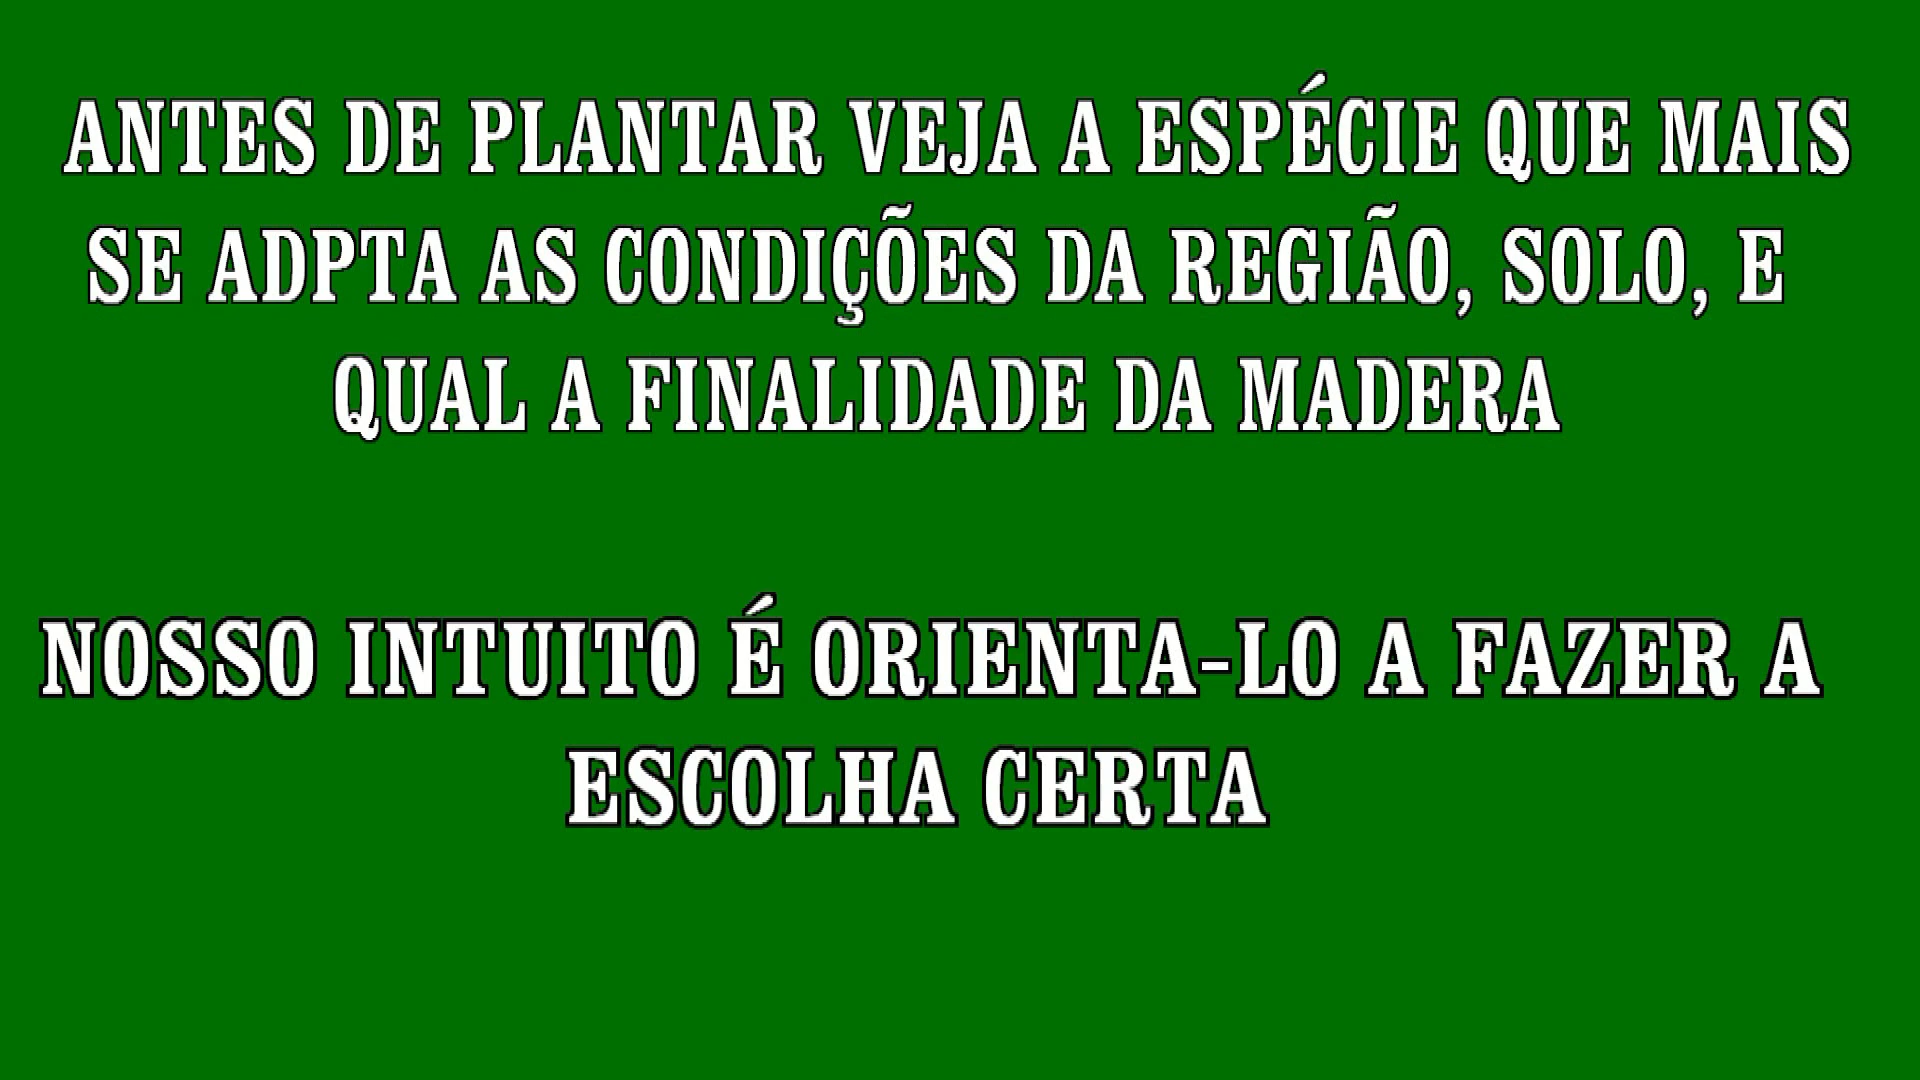 ANTES DE PLANTAR VEJA A ESPÉCIE QUE MAIS
SE ADPTA AS CONDIÇÕES DA REGIÃO, SOLO, E
QUAL A FINALIDADE DA MADERA
NOSSO INTUITO É ORIENTA-LO A FAZER A
ESCOLHA CERTA